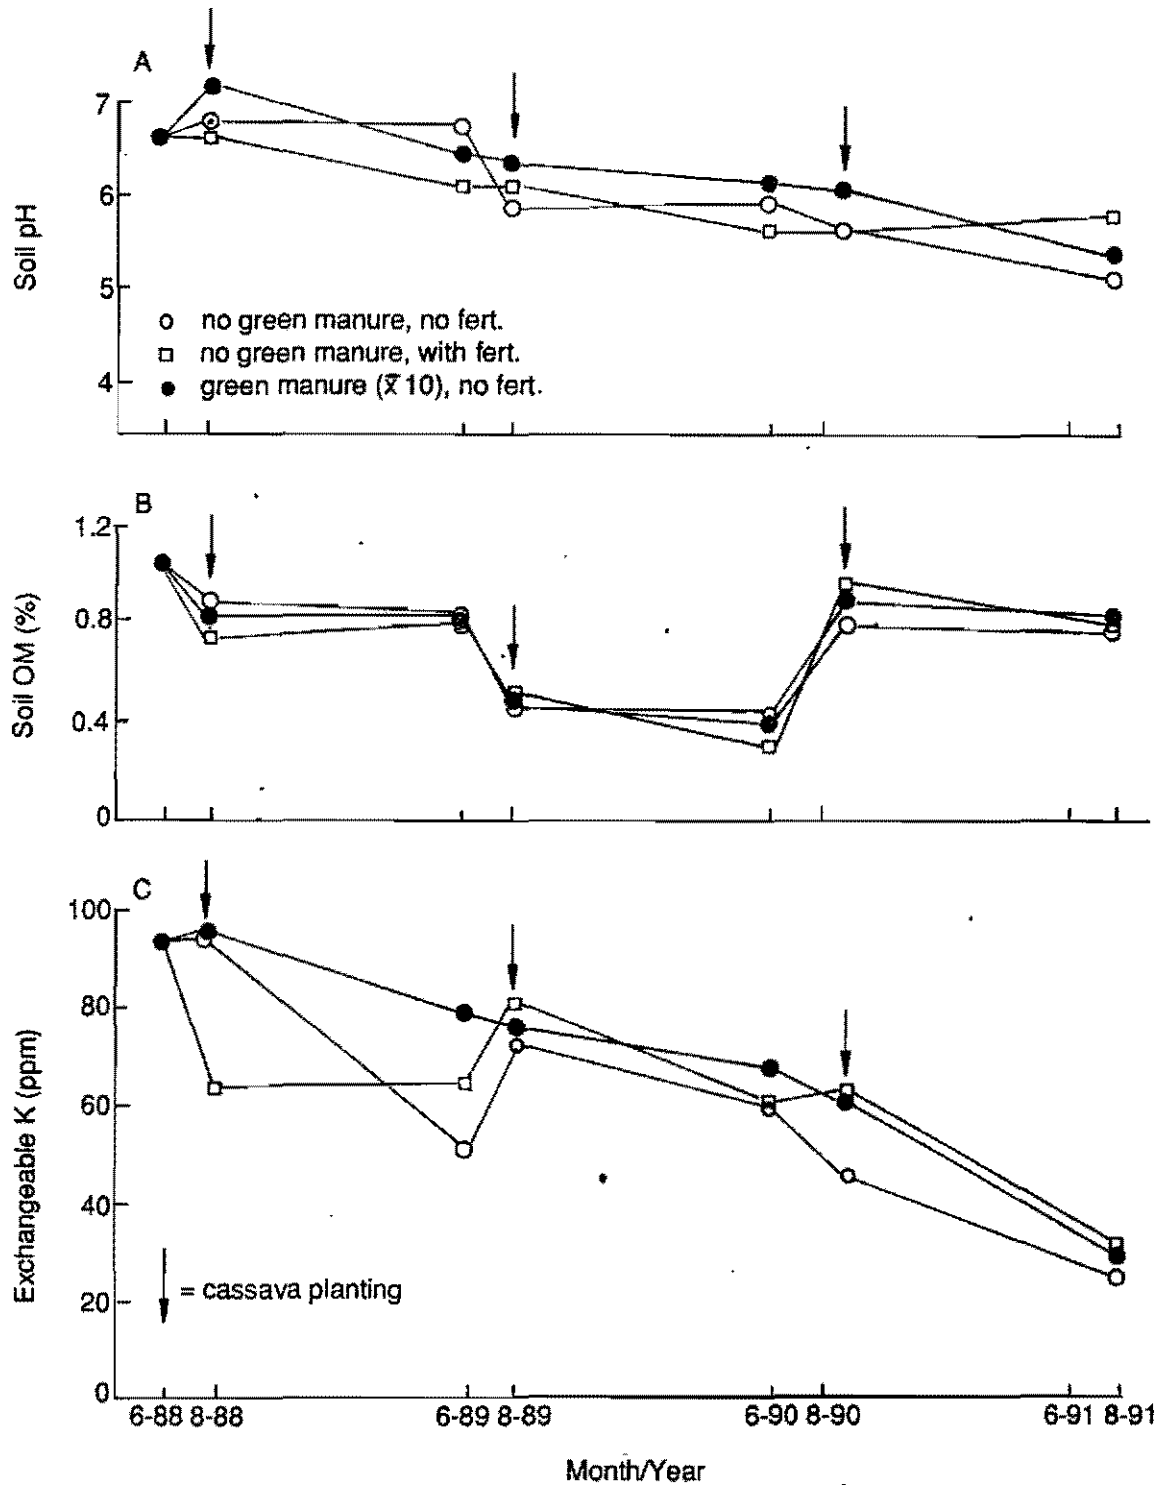 A
7
6
5
4
Soil pH
no green manure, no fert.
no green manure, with fert.
green manure (x̄ 10), no fert.
B
1.2
0.8
0.4
0
Soil OM (%)
C
100
80
60
40
20
0
Exchangeable K (ppm)
= cassava planting
6-88 8-88 6-89 8-89 6-90 8-90 6-91 8-91
Month/Year